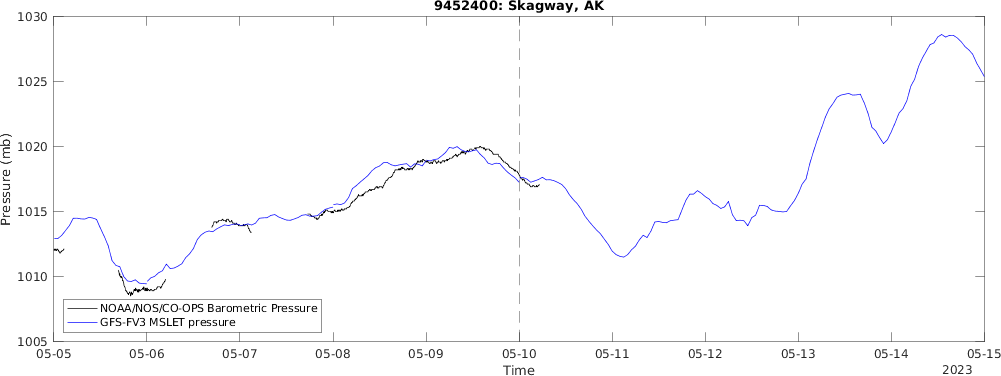 9452400: Skagway, AK
Pressure (mb)
1030
1025
1020
1015
1010
1005
NOAA/NOS/CO-OPS Barometric Pressure
GFS-FV3 MSLET pressure
05-05 05-06 05-07 05-08 05-09 05-10 05-11 05-12 05-13 05-14 05-15
Time
2023